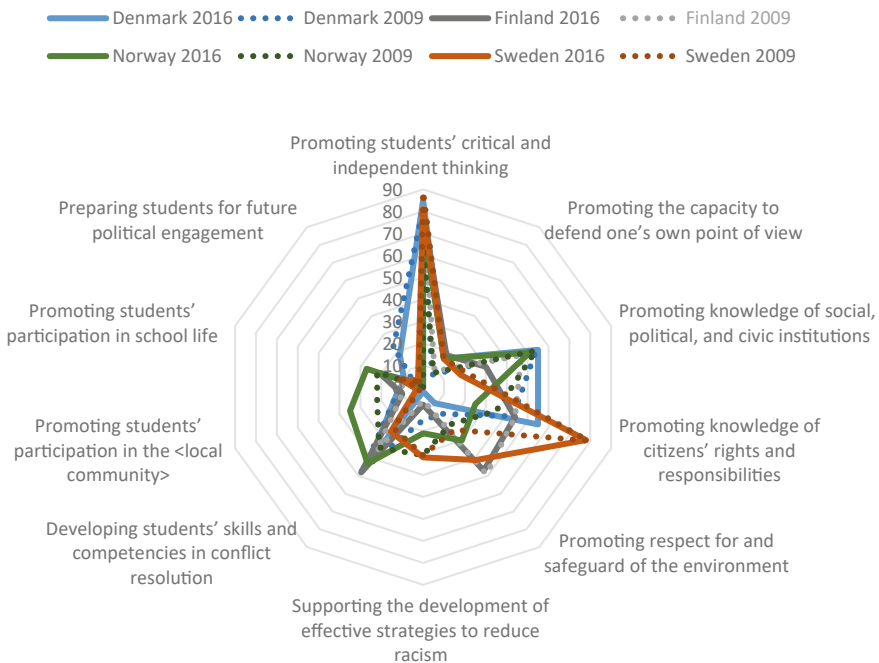 Denmark 2016 Denmark 2009 Finland 2016 Finland 2009
Norway 2016 Norway 2009 Sweden 2016 Sweden 2009
Promoting students’ critical and
independent thinking
Promoting the capacity to
defend one’s own point of view
Promoting knowledge of social,
political, and civic institutions
Promoting knowledge of
citizens’ rights and
responsibilities
Promoting respect for and
safeguard of the environment
Supporting the development of
effective strategies to reduce
racism
Developing students’ skills and
competencies in conflict
resolution
Promoting students’
participation in the <local
community>
Promoting students’
participation in school life
Preparing students for future
political engagement
90
80
70
60
50
40
30
20
10
0